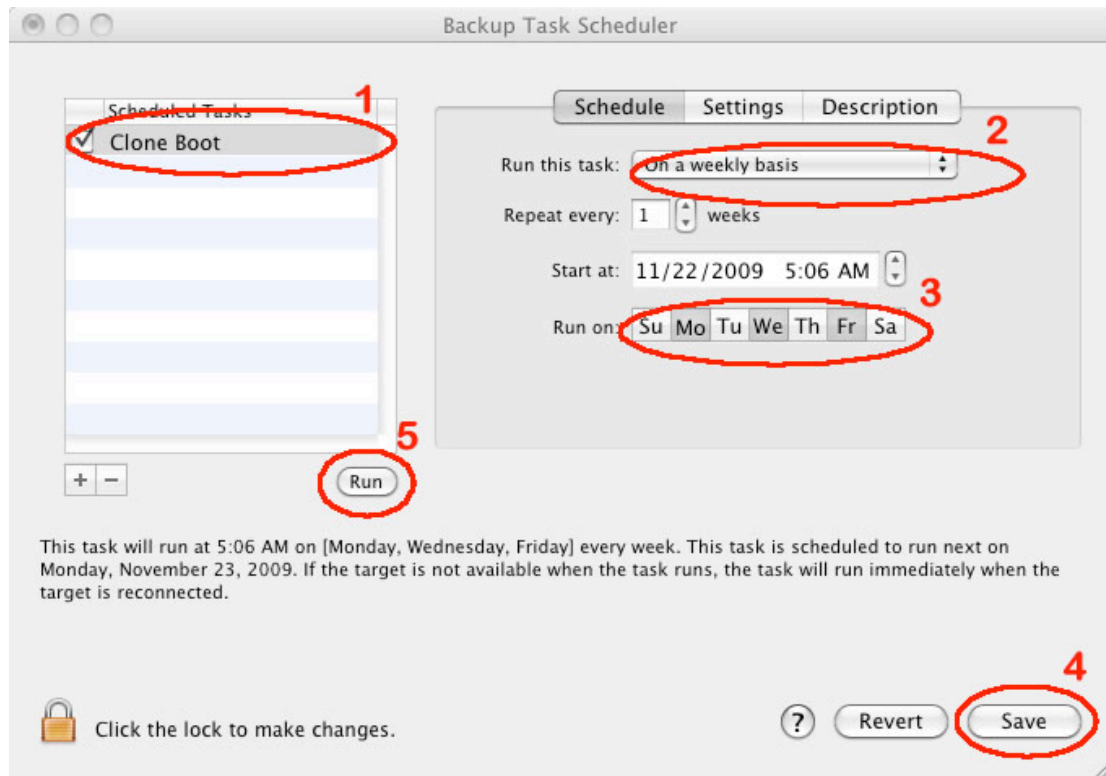 Backup Task Scheduler
1
Scheduled Tasks
Clone Boot
Schedule Settings Description
2
Run this task: On a weekly basis
Repeat every: 1 weeks
Start at: 11/22/2009 5:06 AM
3
Run on: Su Mo Tu We Th Fr Sa
5
+ −
Run
This task will run at 5:06 AM on [Monday, Wednesday, Friday] every week. This task is scheduled to run next on
Monday, November 23, 2009. If the target is not available when the task runs, the task will run immediately when the
target is reconnected.
4
Click the lock to make changes.
? Revert Save